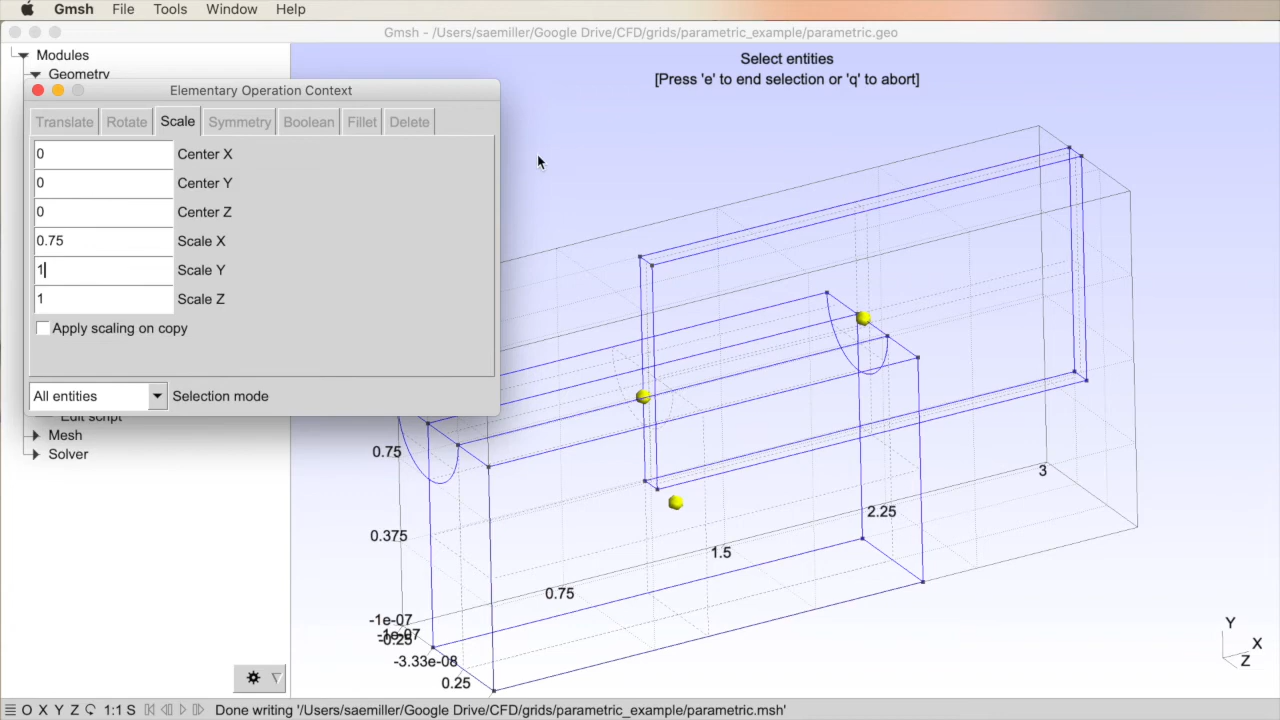 Gmsh File Tools Window Help
Gmsh - /Users/saemiller/Google Drive/CFD/grids/parametric_example/parametric.geo
Modules
Geometry
Elementary Operation Context
Translate Rotate Scale Symmetry Boolean Fillet Delete
0 Center X
0 Center Y
0 Center Z
0.75 Scale X
1 Scale Y
1 Scale Z
Apply scaling on copy
All entities Selection mode
Edit script
Mesh
Solver
Select entities
[Press 'e' to end selection or 'q' to abort]
0.75
0.375
-1e-07
-1e-07
-0.25
-3.33e-08
0.25
0.75
1.5
2.25
3
Y
X
Z
O X Y Z 1:1 S Done writing '/Users/saemiller/Google Drive/CFD/grids/parametric_example/parametric.msh'